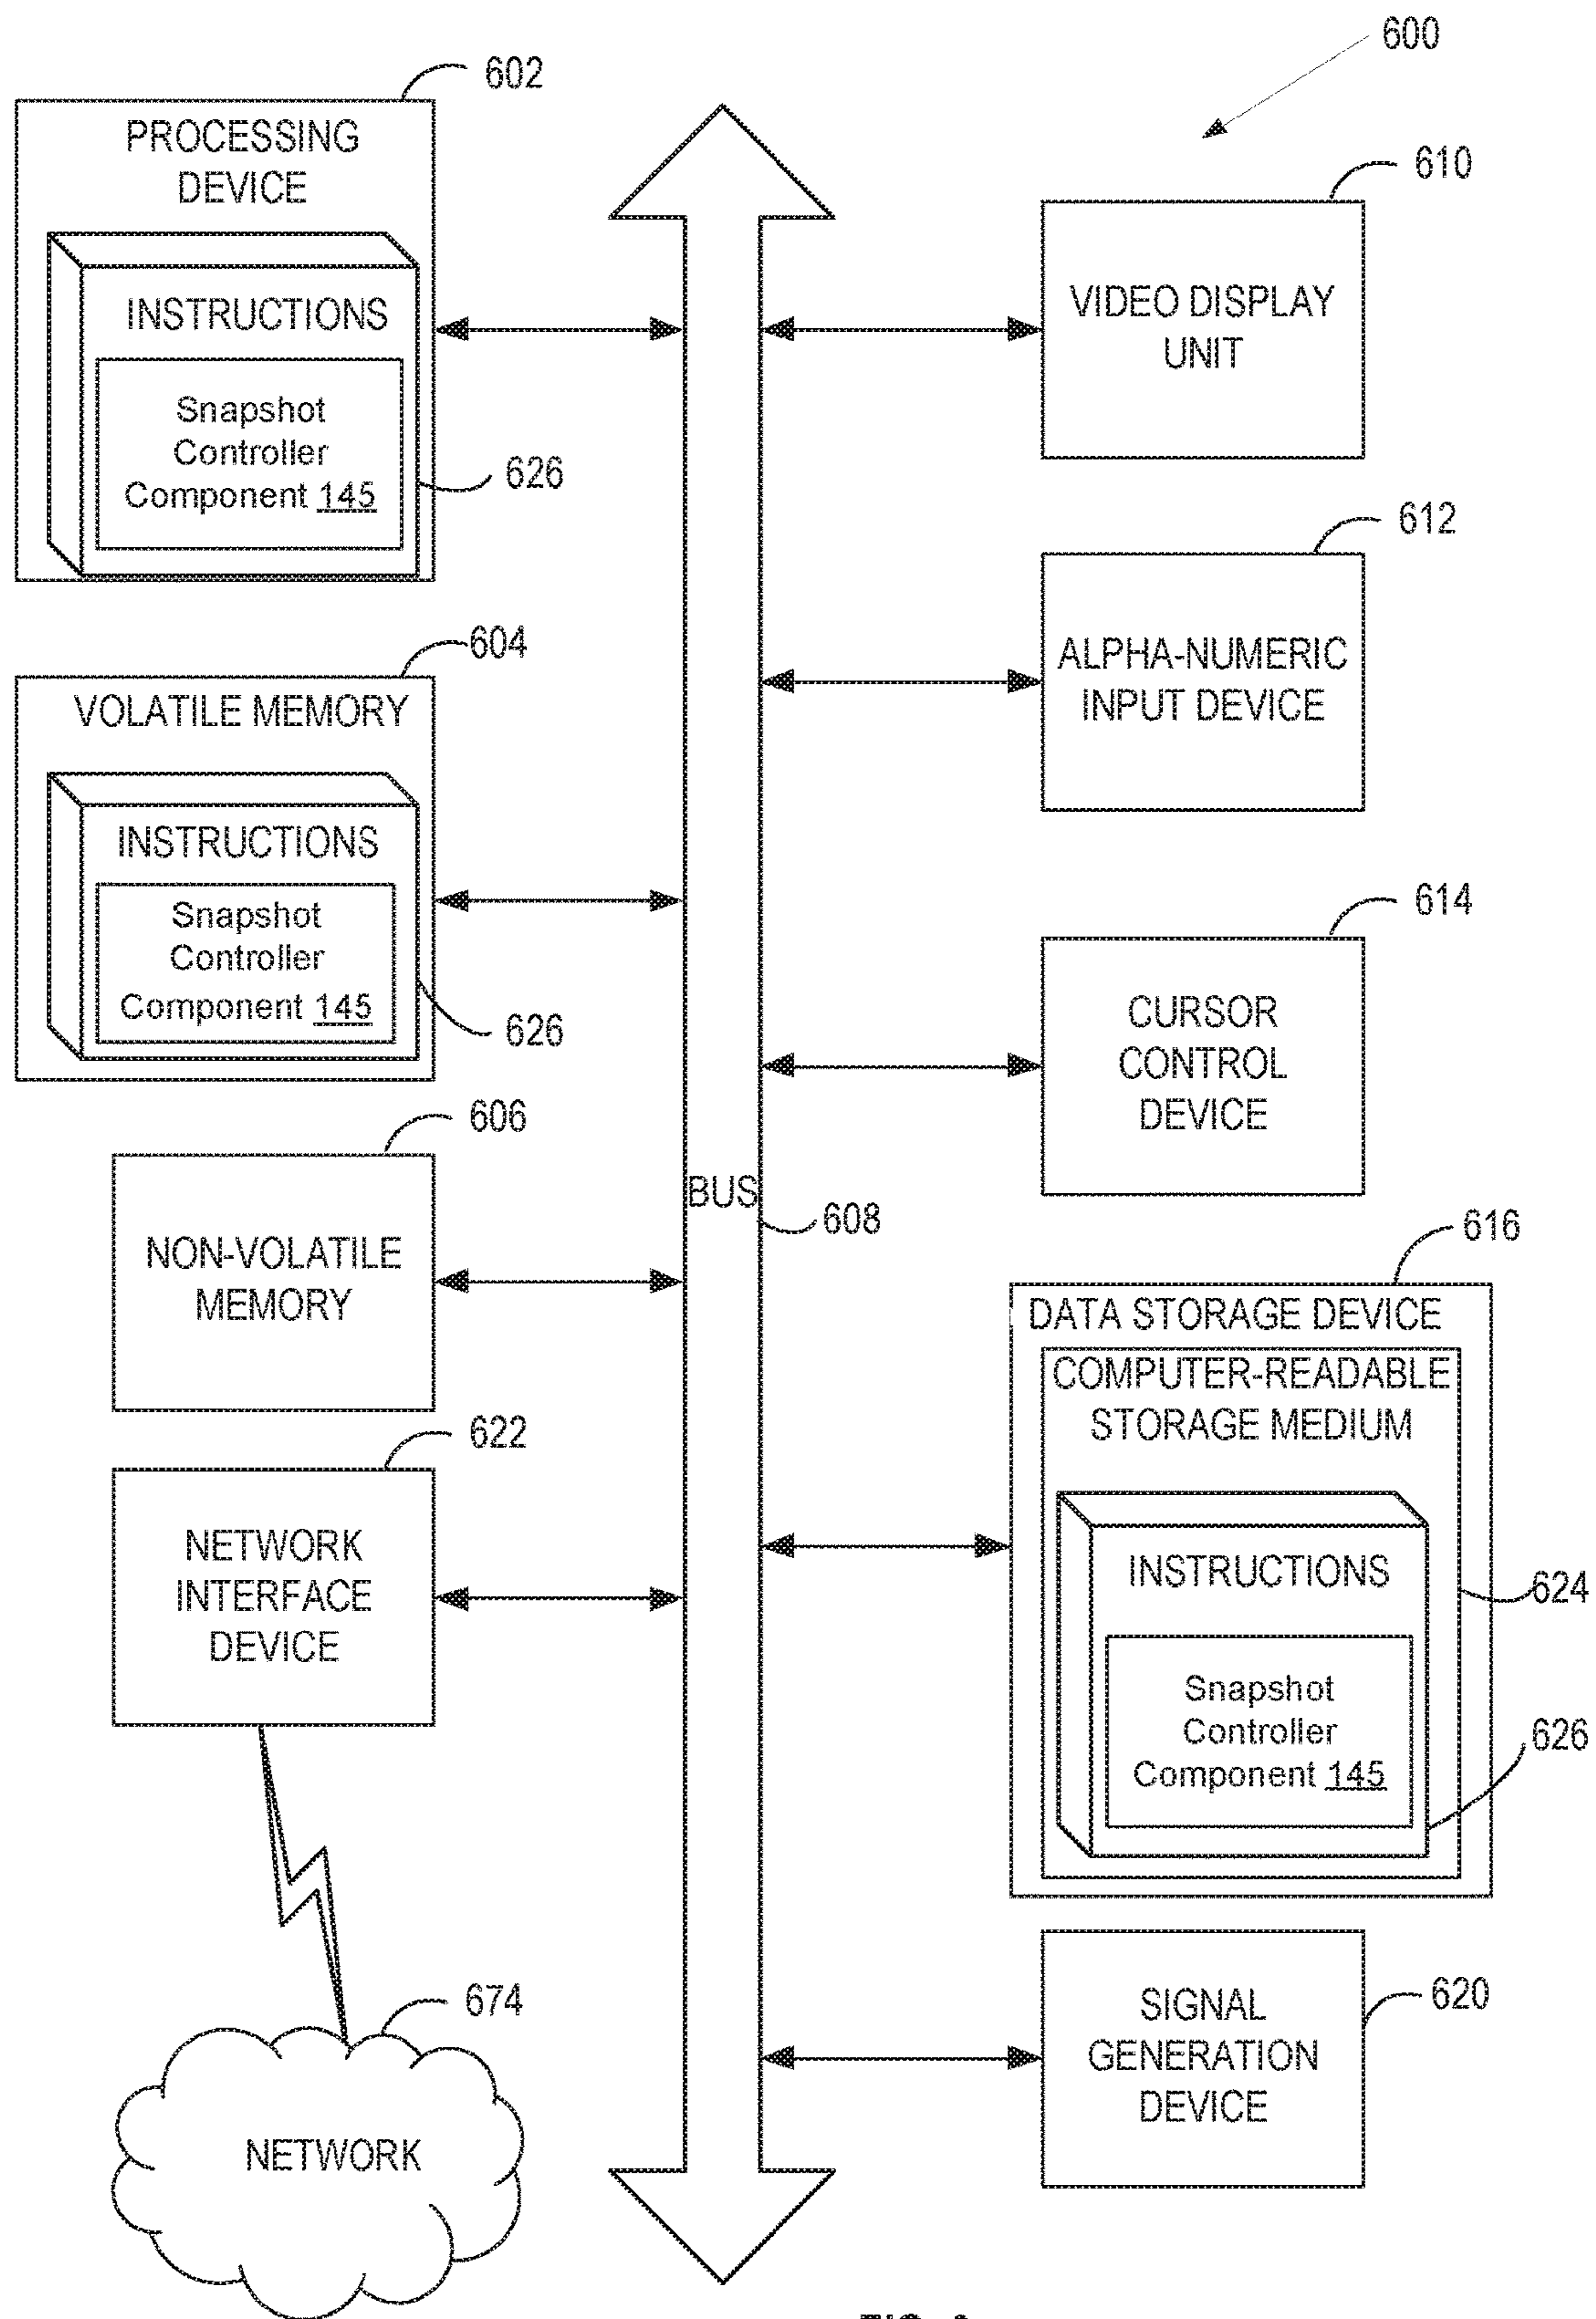 600
602
PROCESSING
DEVICE
INSTRUCTIONS
Snapshot
Controller
Component 145
626
604
VOLATILE MEMORY
INSTRUCTIONS
Snapshot
Controller
Component 145
626
606
NON-VOLATILE
MEMORY
622
NETWORK
INTERFACE
DEVICE
674
NETWORK
BUS
608
610
VIDEO DISPLAY
UNIT
612
ALPHA-NUMERIC
INPUT DEVICE
614
CURSOR
CONTROL
DEVICE
616
DATA STORAGE DEVICE
COMPUTER-READABLE
STORAGE MEDIUM
INSTRUCTIONS
624
Snapshot
Controller
Component 145
626
620
SIGNAL
GENERATION
DEVICE